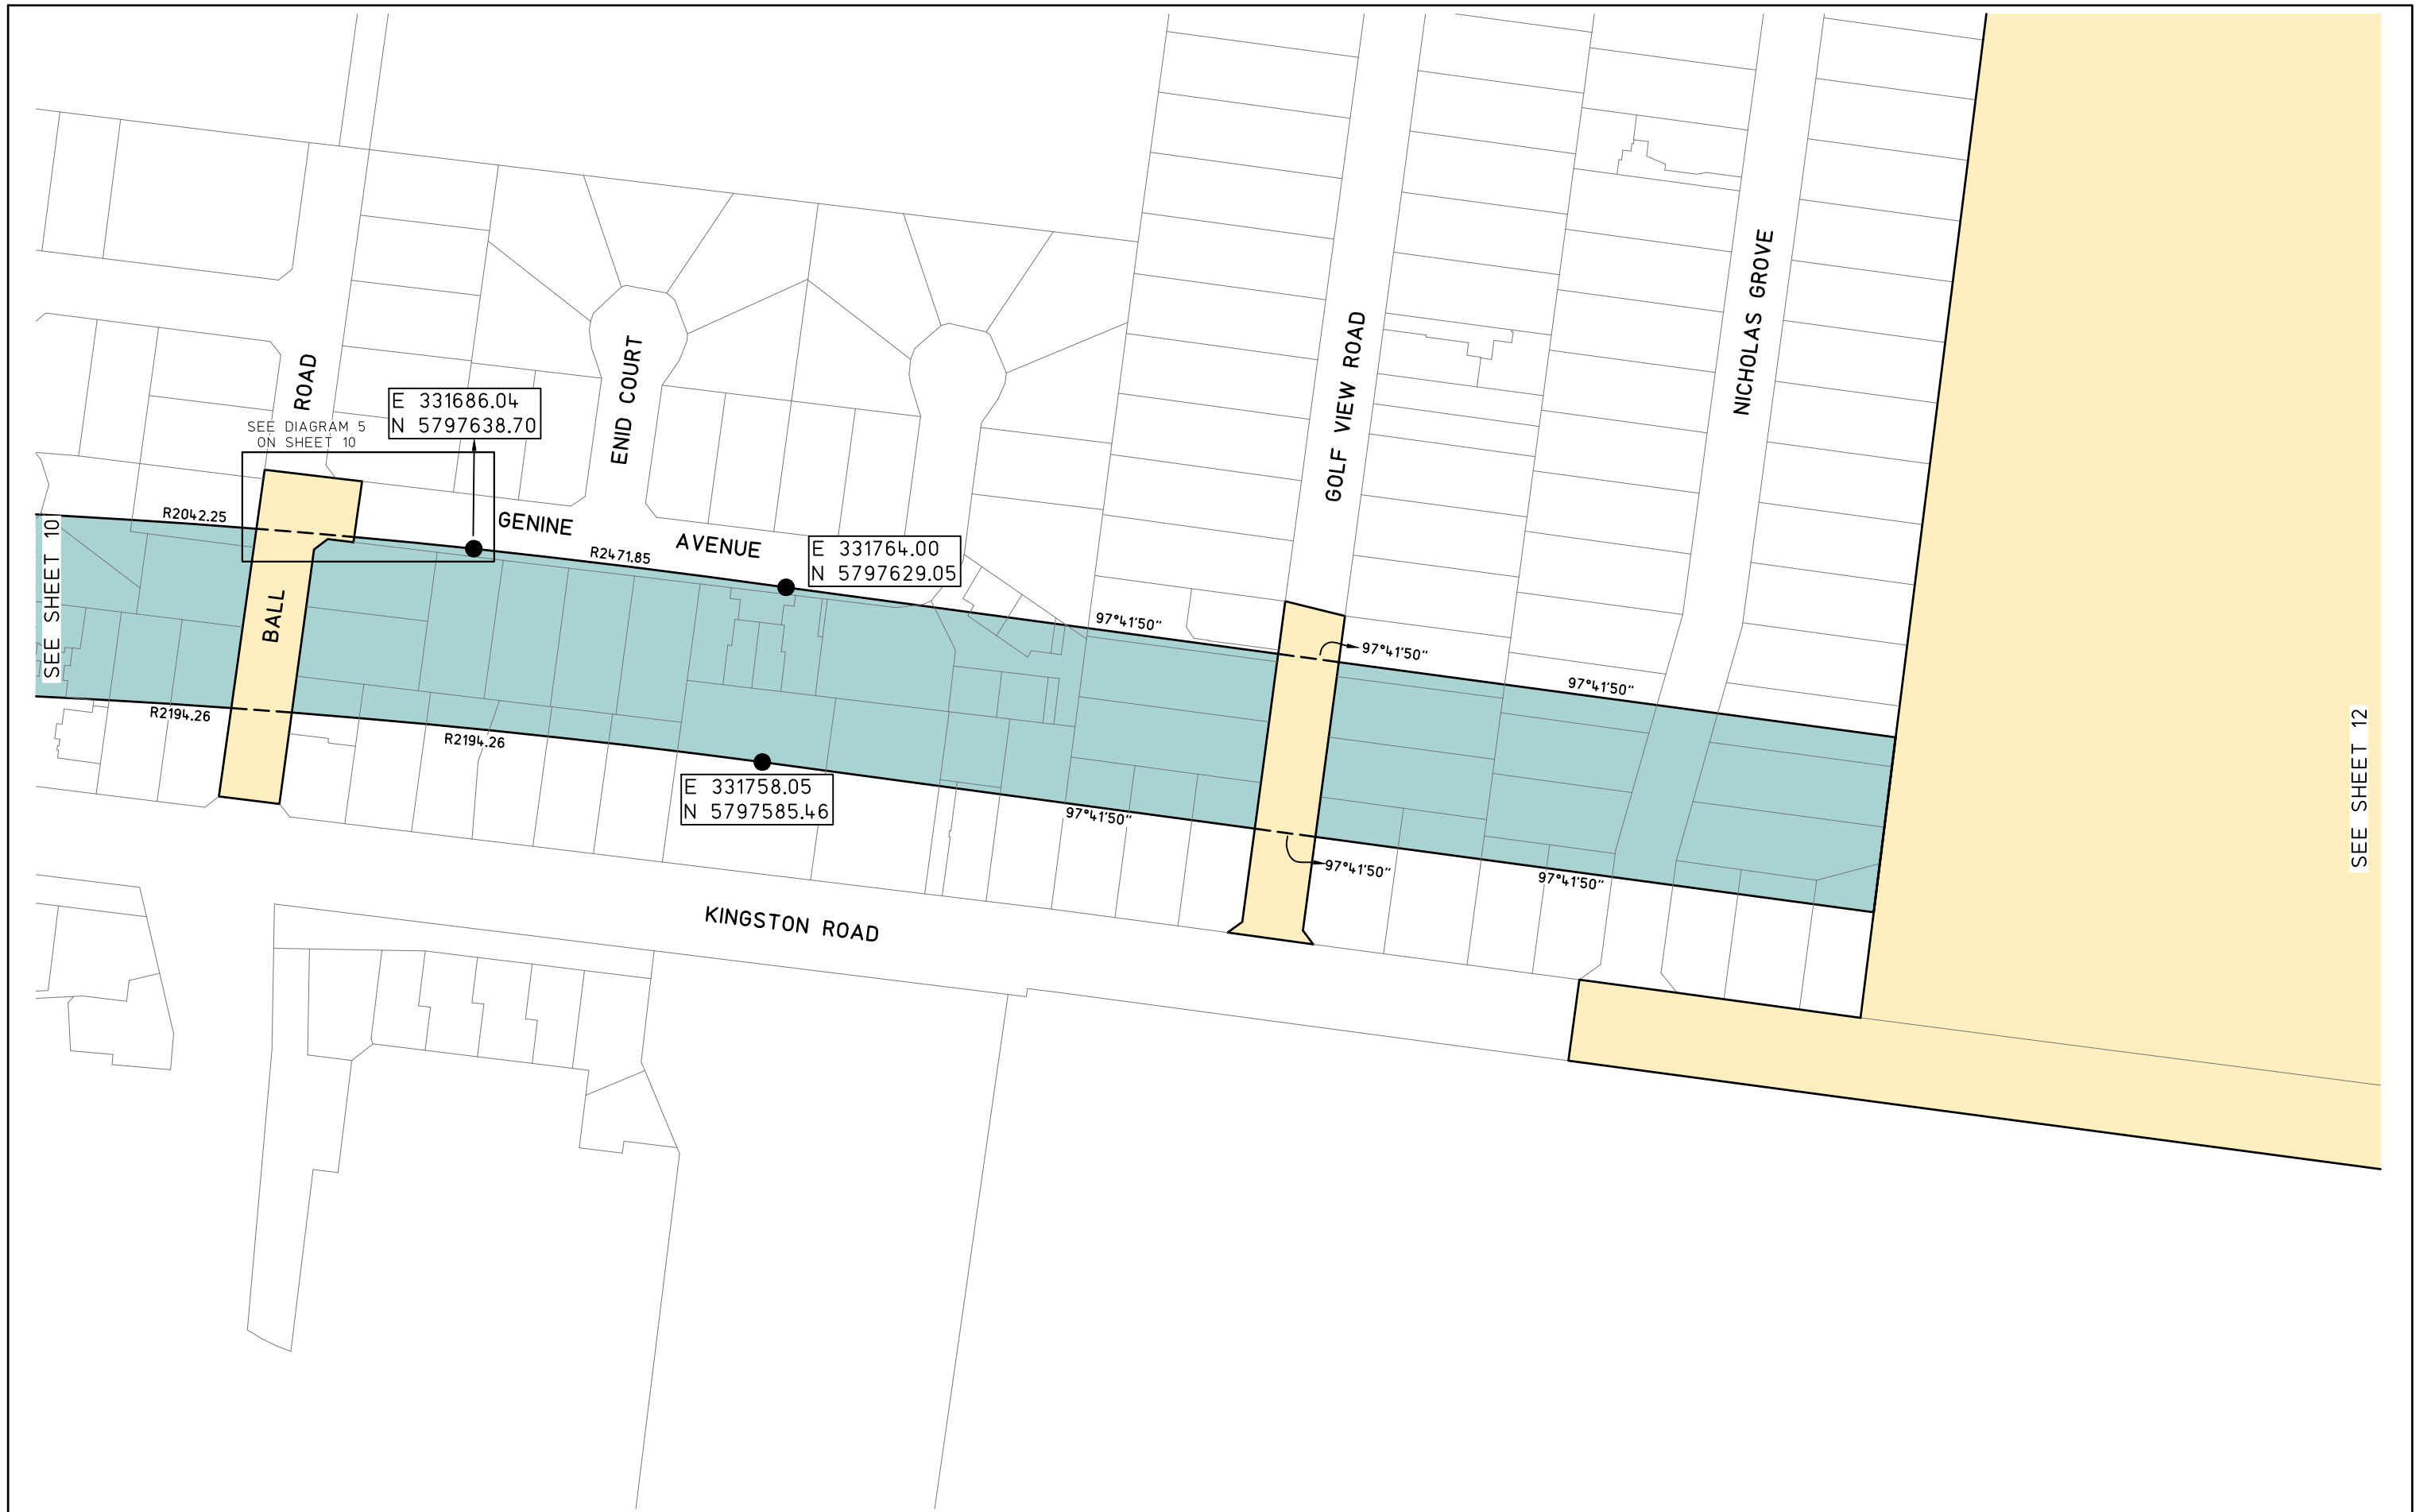 NICHOLAS GROVE
GOLF VIEW ROAD
ENID COURT
ROAD
E 331686.04
N 5797638.70
SEE DIAGRAM 5
ON SHEET 10
R2042.25
GENINE
AVENUE
R2471.85
E 331764.00
N 5797629.05
SEE SHEET 10
BALL
97°41'50"
97°41'50"
97°41'50"
R2194.26
R2194.26
E 331758.05
N 5797585.46
97°41'50"
97°41'50"
97°41'50"
SEE SHEET 12
KINGSTON ROAD